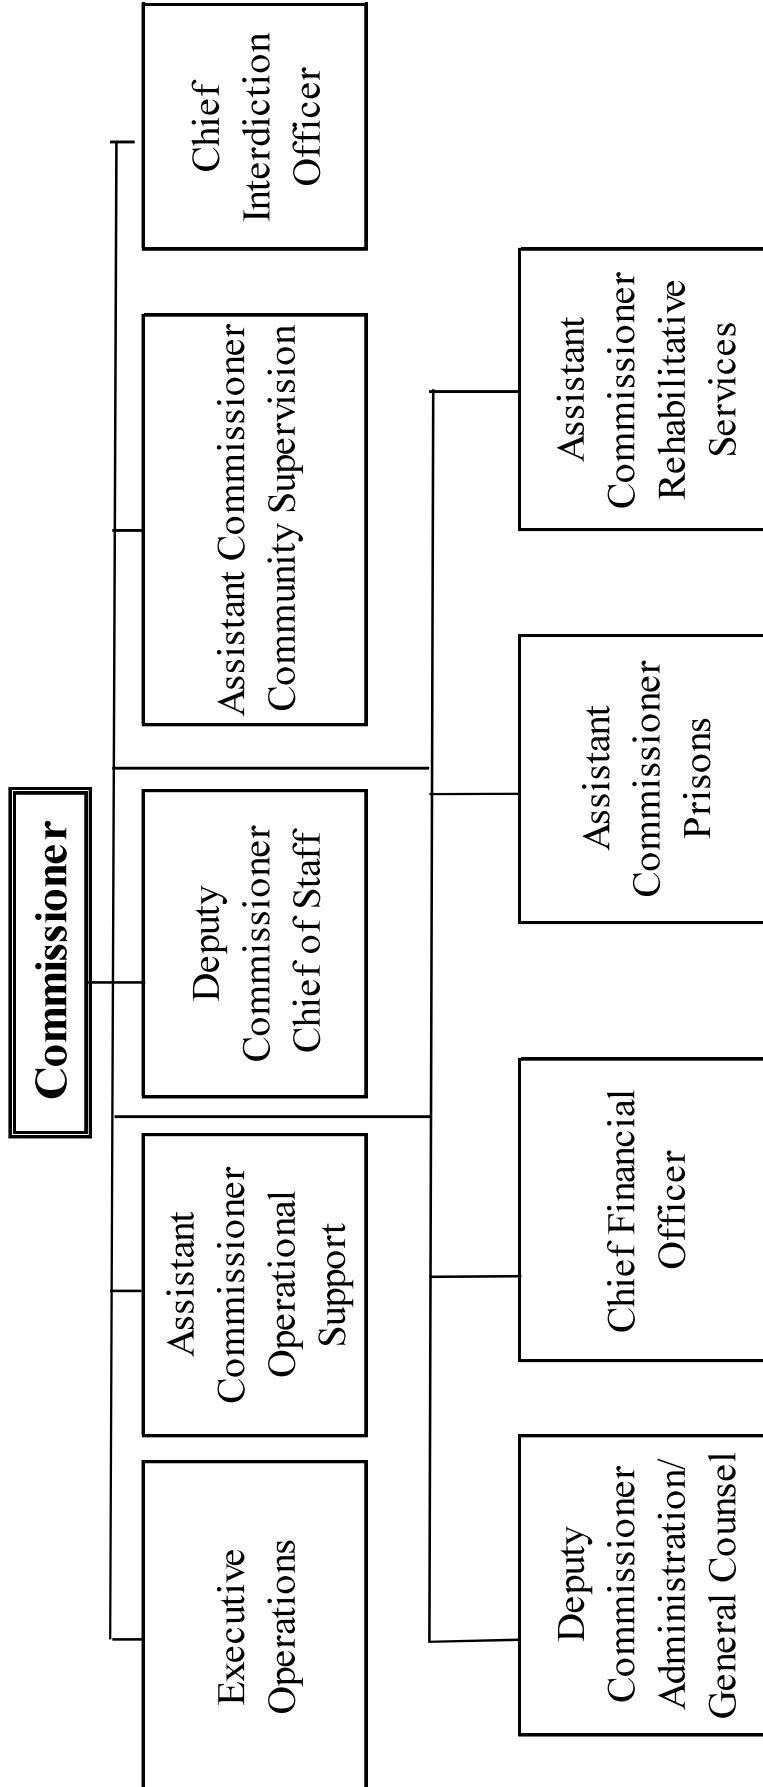 Commissioner
Executive
Operations
Assistant
Commissioner
Operational
Support
Deputy
Commissioner
Chief of Staff
Assistant Commissioner
Community Supervision
Chief
Interdiction
Officer
Deputy
Commissioner
Administration/
General Counsel
Chief Financial
Officer
Assistant
Commissioner
Prisons
Assistant
Commissioner
Rehabilitative
Services